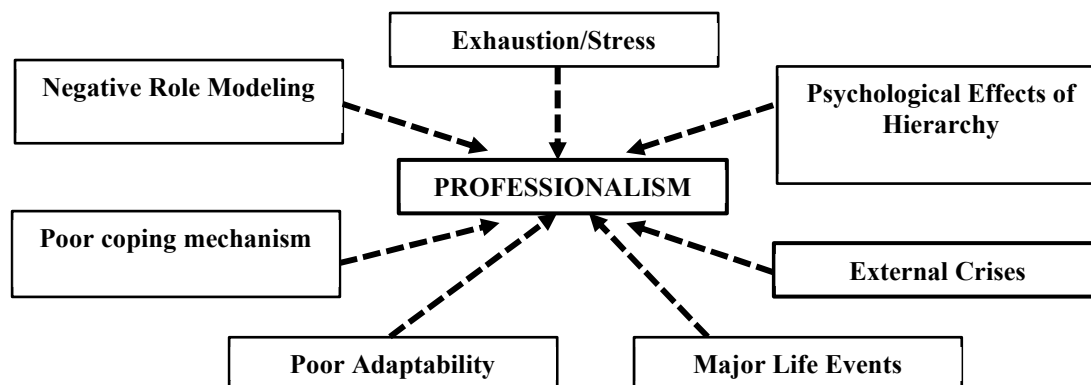 Exhaustion/Stress
Negative Role Modeling
Psychological Effects of
Hierarchy
PROFESSIONALISM
Poor coping mechanism
External Crises
Poor Adaptability
Major Life Events